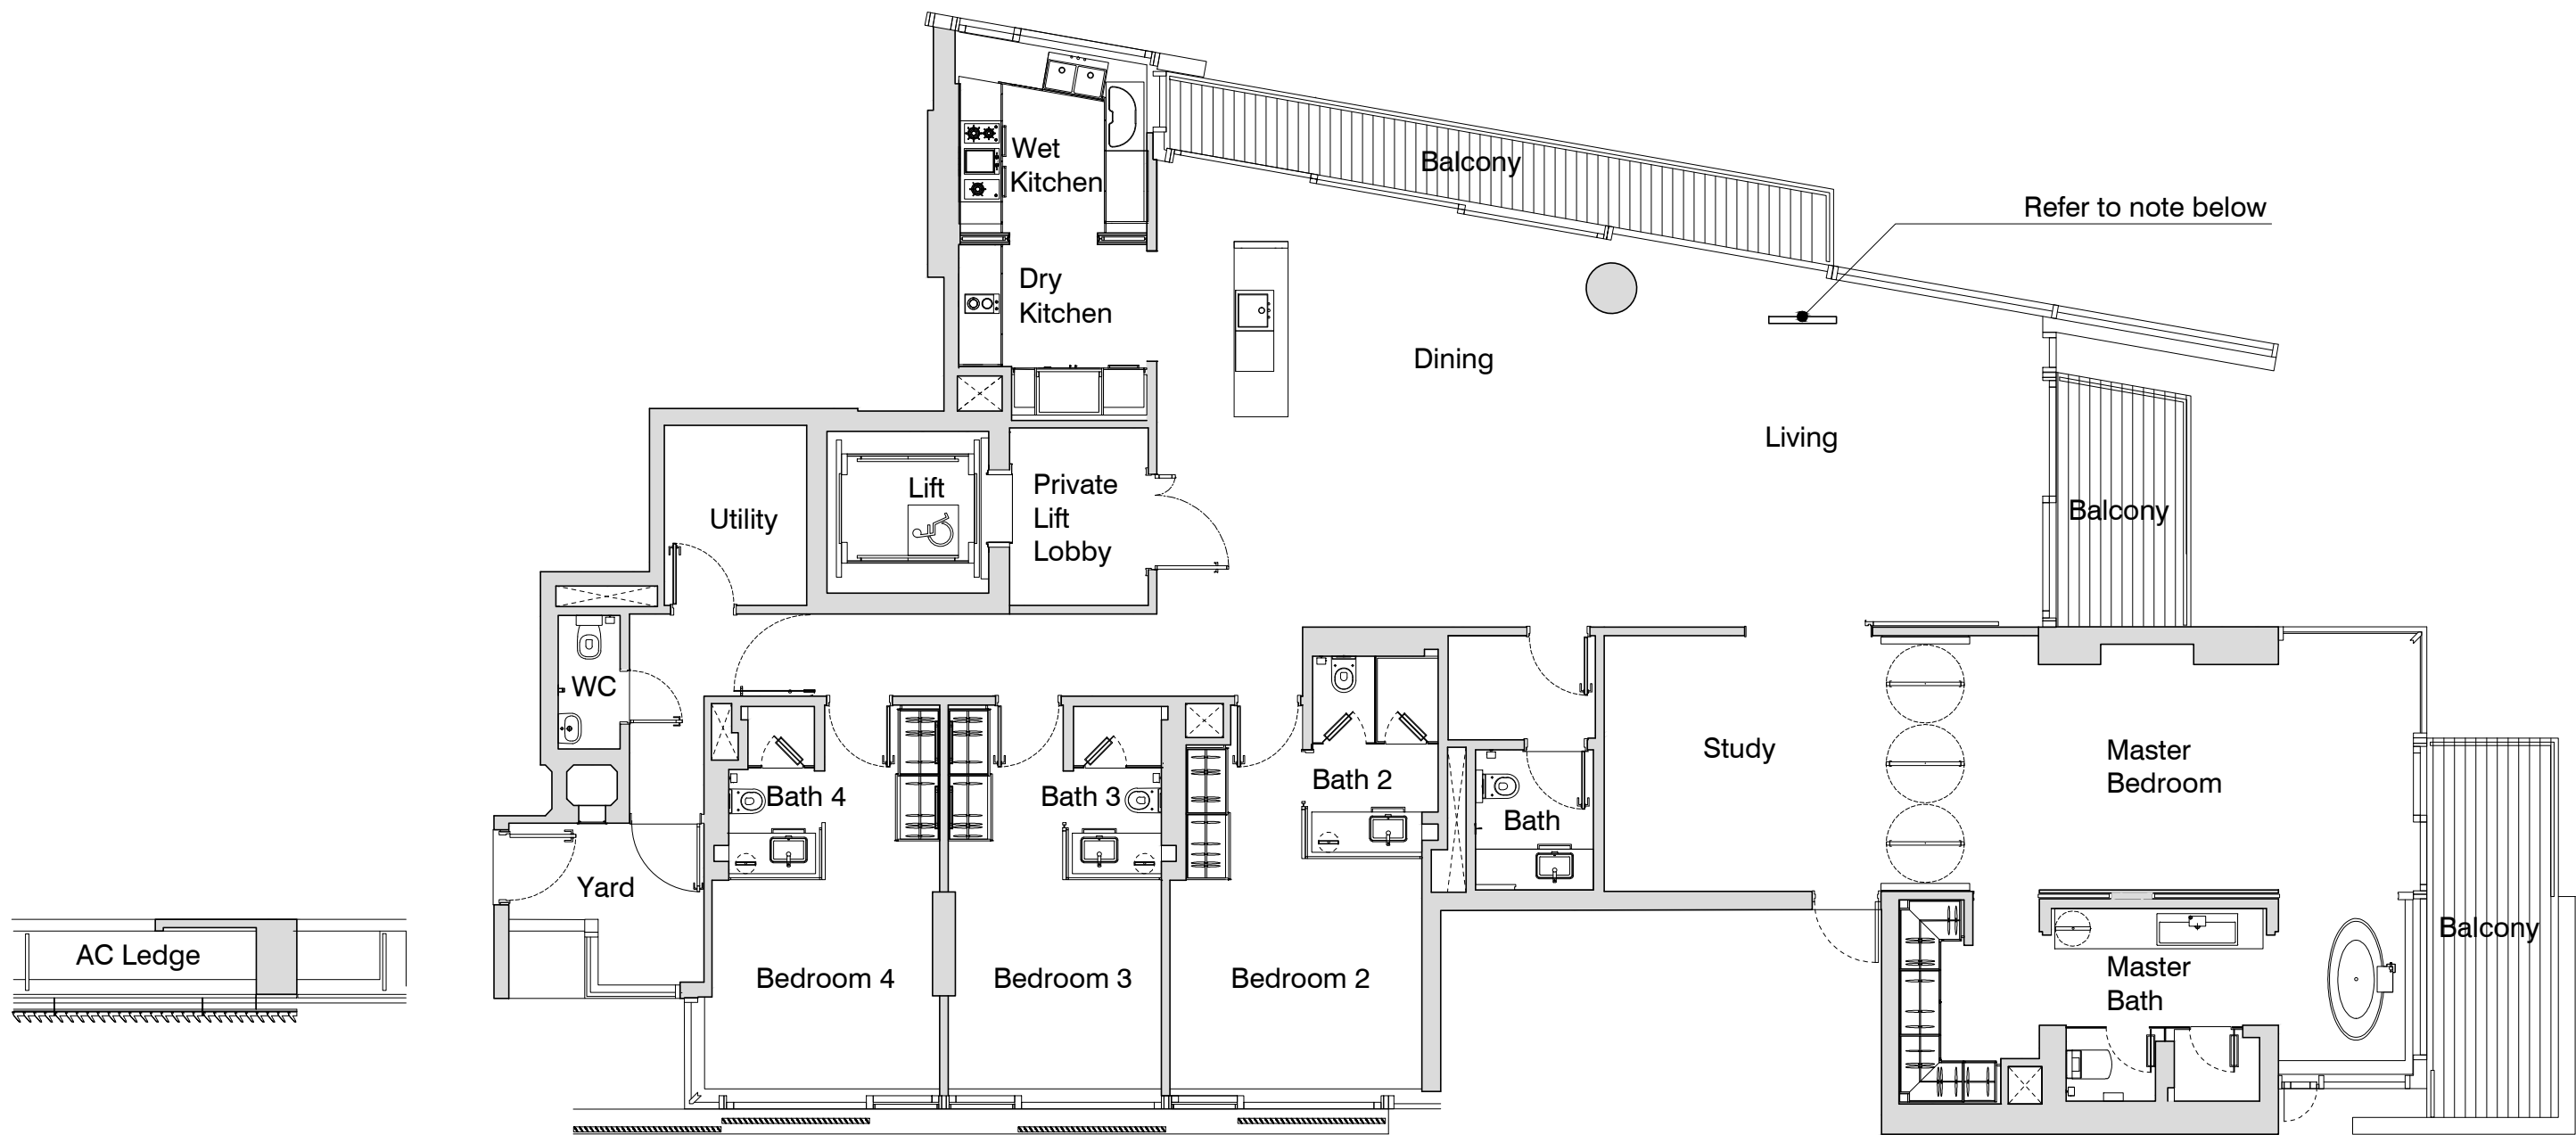 Wet
Kitchen
Balcony
Refer to note below
Dry
Kitchen
Dining
Living
Lift
Private
Lift
Lobby
Utility
Balcony
WC
Study
Master
Bedroom
Bath 4
Bath 3
Bath 2
Bath
Yard
AC Ledge
Bedroom 4
Bedroom 3
Bedroom 2
Master
Bath
Balcony